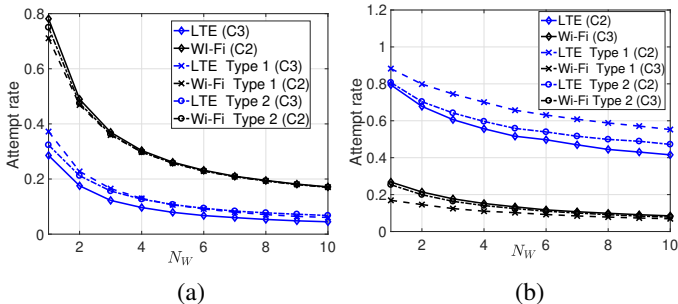 0.8
0.6
0.4
0.2
0
Attempt rate
LTE (C3)
WI-Fi (C2)
LTE Type 1 (C3)
Wi-Fi Type 1 (C2)
LTE Type 2 (C3)
Wi-Fi Type 2 (C2)
2 4 6 8 10
N_W
(a)
1.2
1
0.8
0.6
0.4
0.2
0
Attempt rate
LTE (C2)
Wi-Fi (C3)
LTE Type 1 (C2)
Wi-Fi Type 1 (C3)
LTE Type 2 (C2)
Wi-Fi Type 2 (C3)
2 4 6 8 10
N_W
(b)